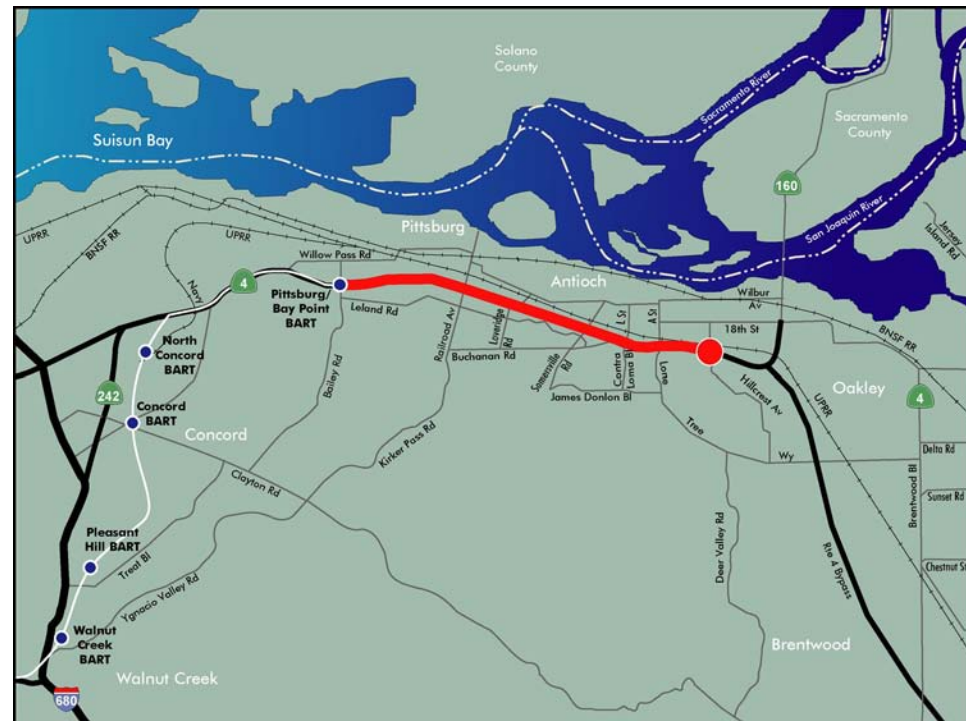 Solano
County
Sacramento River
Sacramento
County
Suisun Bay
160
San Joaquin River
Jersey
Island Rd
Pittsburg
UPRR
BNSF RR
UPRR
Willow Pass Rd
Navy
4
Antioch
Wilbur
Av
Pittsburg/
Bay Point
BART
Leland Rd
L St
A St
18th St
BNSF RR
Railroad Av
Loveridge
Rd
Buchanan Rd
North
Concord
BART
Bailey Rd
Somersville
Rd
Contra
Loma Bl
Lone
Hillcrest Av
UPRR
Oakley
242
Concord
BART
James Donlon Bl
4
Concord
Tree
Wy
Kirker Pass Rd
Delta Rd
Clayton Rd
Brentwood Bl
Sunset Rd
Pleasant
Hill BART
Treat Bl
Deer Valley Rd
Rte 4 Bypass
Chestnut St
Ygnacio Valley Rd
Walnut
Creek
BART
Brentwood
Walnut Creek
680